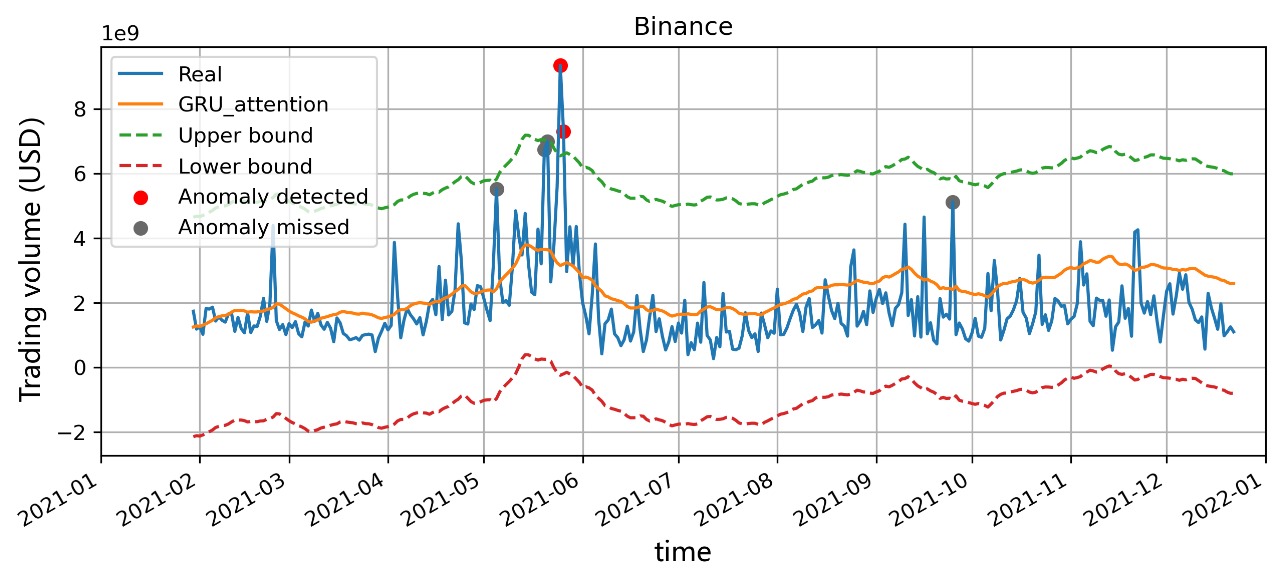 Binance
1e9
Real
GRU_attention
Upper bound
Lower bound
Anomaly detected
Anomaly missed
8
6
4
2
0
−2
Trading volume (USD)
2021-01
2021-02
2021-03
2021-04
2021-05
2021-06
2021-07
2021-08
2021-09
2021-10
2021-11
2021-12
2022-01
time